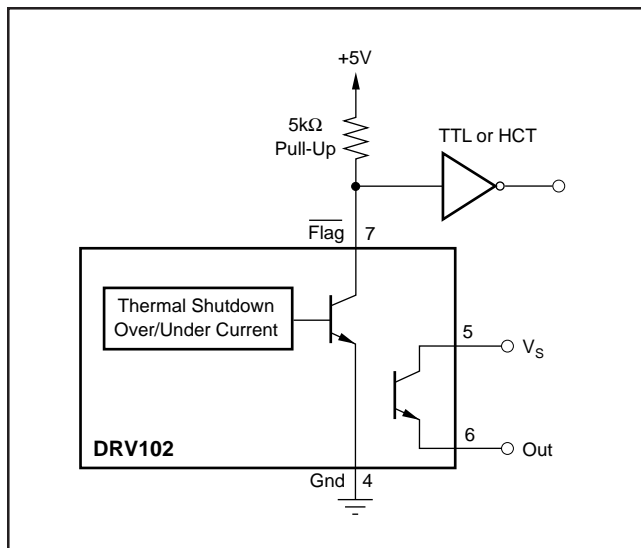 +5V
5kΩ
Pull-Up
TTL or HCT
Flag
7
Thermal Shutdown
Over/Under Current
5
VS
6
Out
DRV102
Gnd
4